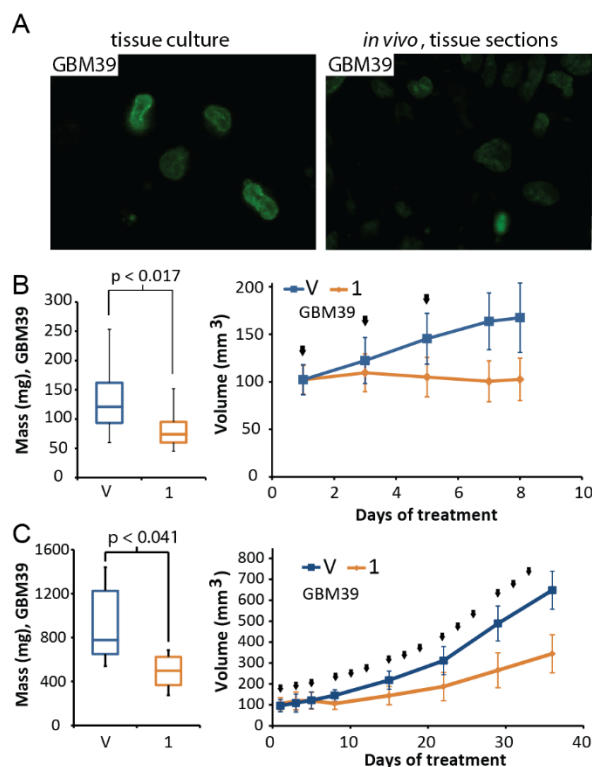 A
tissue culture
in vivo, tissue sections
GBM39
GBM39
B
p < 0.017
Mass (mg), GBM39
300
250
200
150
100
50
0
V
1
V 1
GBM39
Volume (mm3)
200
150
100
50
0
0 2 4 6 8 10
Days of treatment
C
p < 0.041
Mass (mg), GBM39
1600
1200
800
400
0
V
1
V 1
GBM39
Volume (mm3)
800
700
600
500
400
300
200
100
0
0 10 20 30 40
Days of treatment